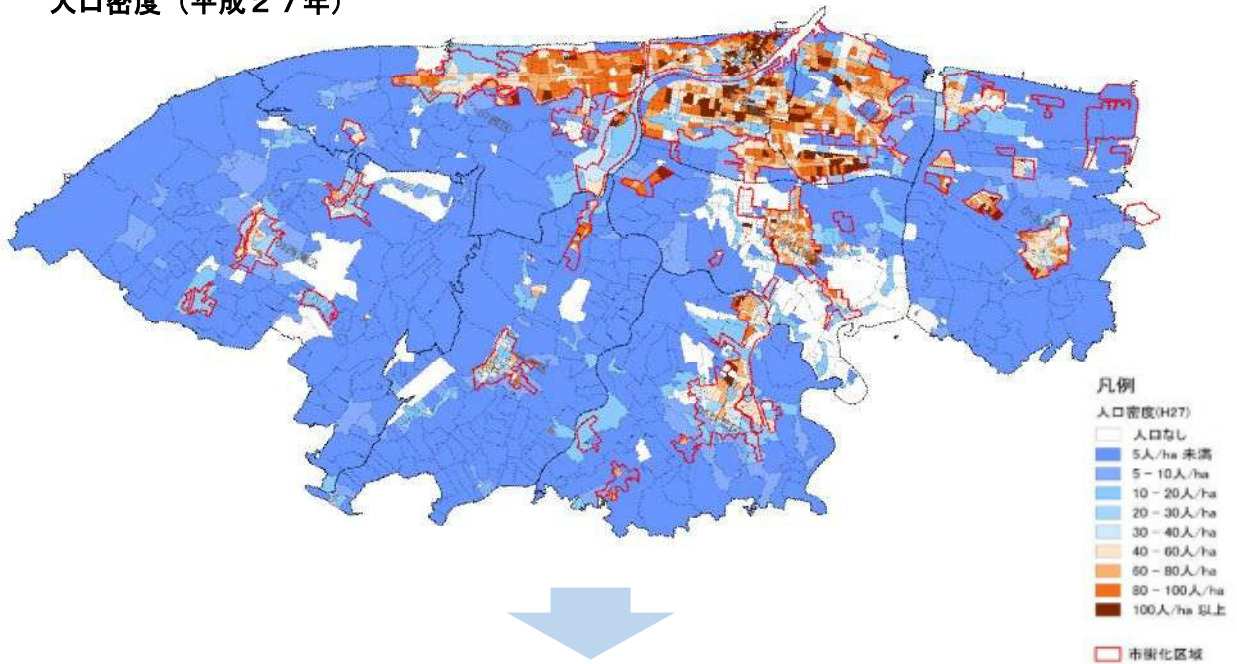 人口密度（平成２７年）
凡例
人口密度(H27)
人口なし
5人/ha 未満
5－10人/ha
10－20人/ha
20－30人/ha
30－40人/ha
40－60人/ha
60－80人/ha
80－100人/ha
100人/ha 以上
市街化区域